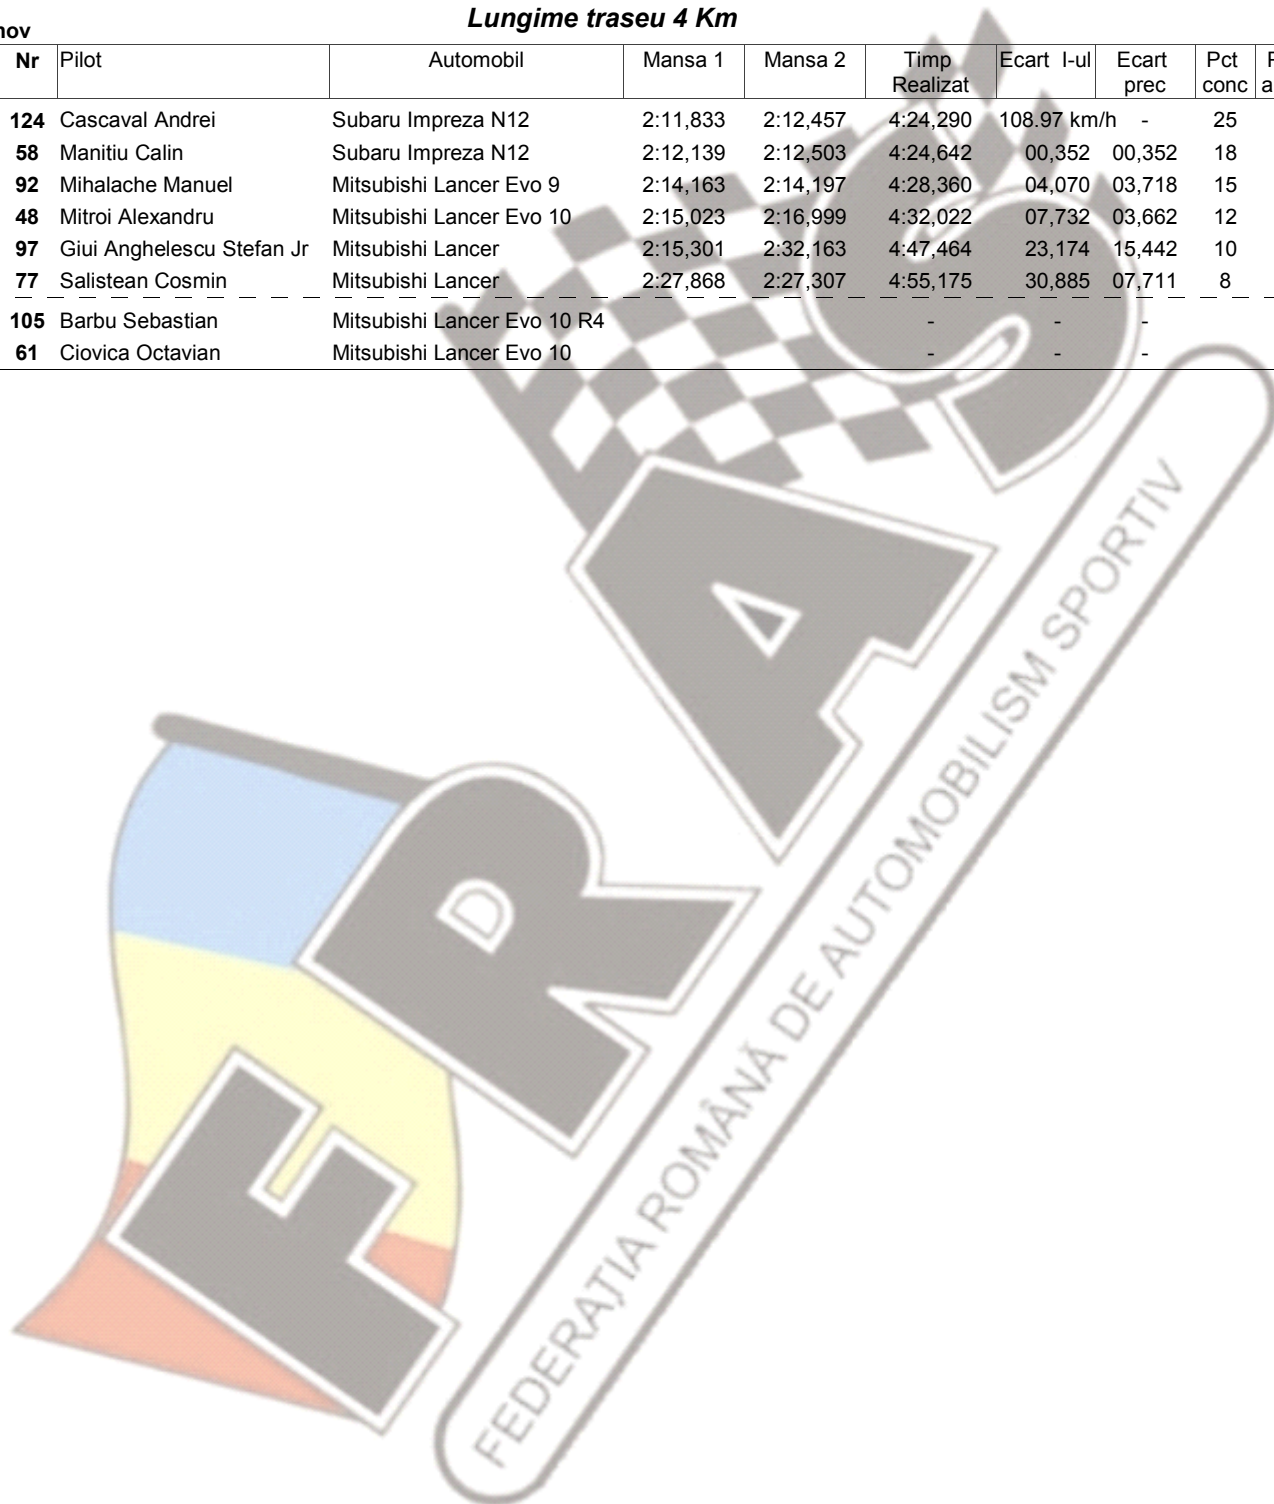 Lungime traseu 4 Km
nov
Nr Pilot Automobil Mansa 1 Mansa 2 Timp Realizat Ecart I-ul Ecart prec Pct conc
124 Cascaval Andrei Subaru Impreza N12 2:11,833 2:12,457 4:24,290 108.97 km/h - 25
58 Manitiu Calin Subaru Impreza N12 2:12,139 2:12,503 4:24,642 00,352 00,352 18
92 Mihalache Manuel Mitsubishi Lancer Evo 9 2:14,163 2:14,197 4:28,360 04,070 03,718 15
48 Mitroi Alexandru Mitsubishi Lancer Evo 10 2:15,023 2:16,999 4:32,022 07,732 03,662 12
97 Giui Anghelescu Stefan Jr Mitsubishi Lancer 2:15,301 2:32,163 4:47,464 23,174 15,442 10
77 Salistean Cosmin Mitsubishi Lancer 2:27,868 2:27,307 4:55,175 30,885 07,711 8
105 Barbu Sebastian Mitsubishi Lancer Evo 10 R4 - - -
61 Ciovica Octavian Mitsubishi Lancer Evo 10 - - -
FRAS
FEDERAŢIA ROMÂNĂ DE AUTOMOBILISM SPORTIV